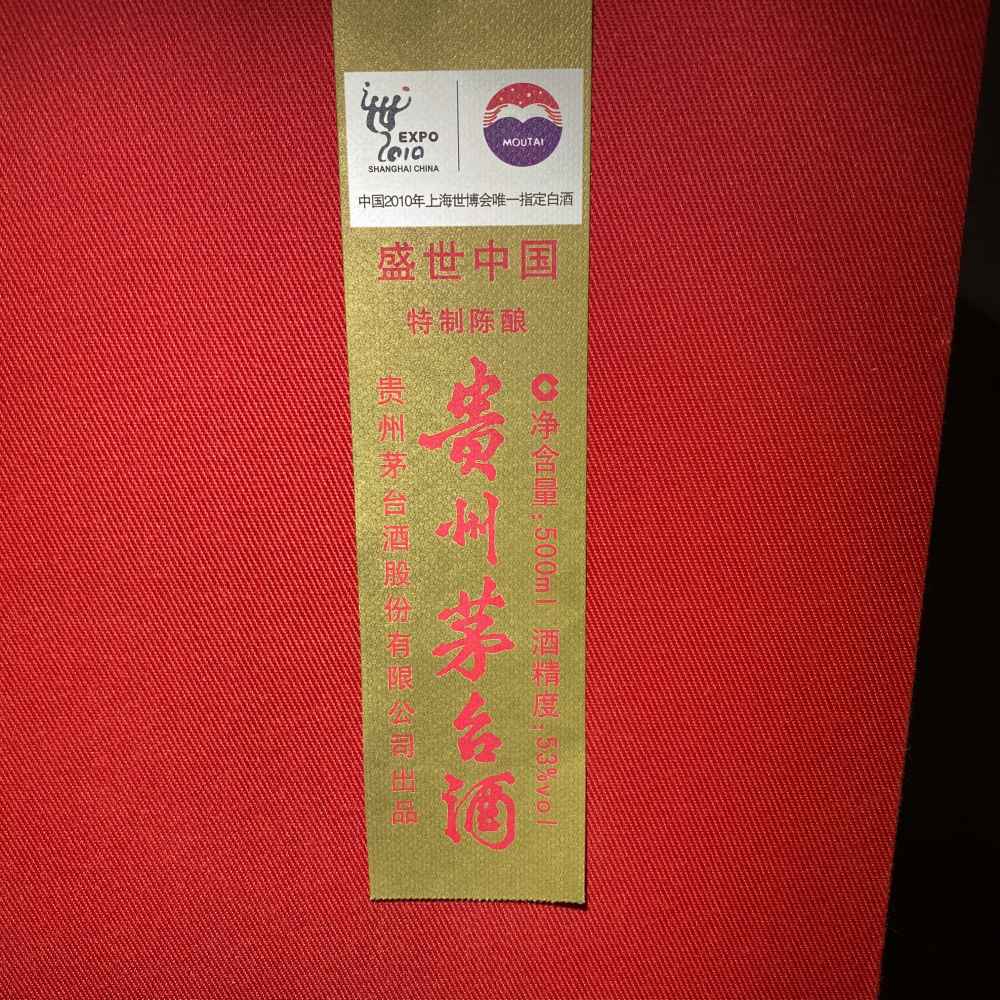 EXPO
2010
SHANGHAI CHINA
MOUTAI
中国2010年上海世博会唯一指定白酒
盛世中国
特制陈酿
净含量:500ml 酒精度:53%vol
贵州茅台酒
贵州茅台酒股份有限公司出品